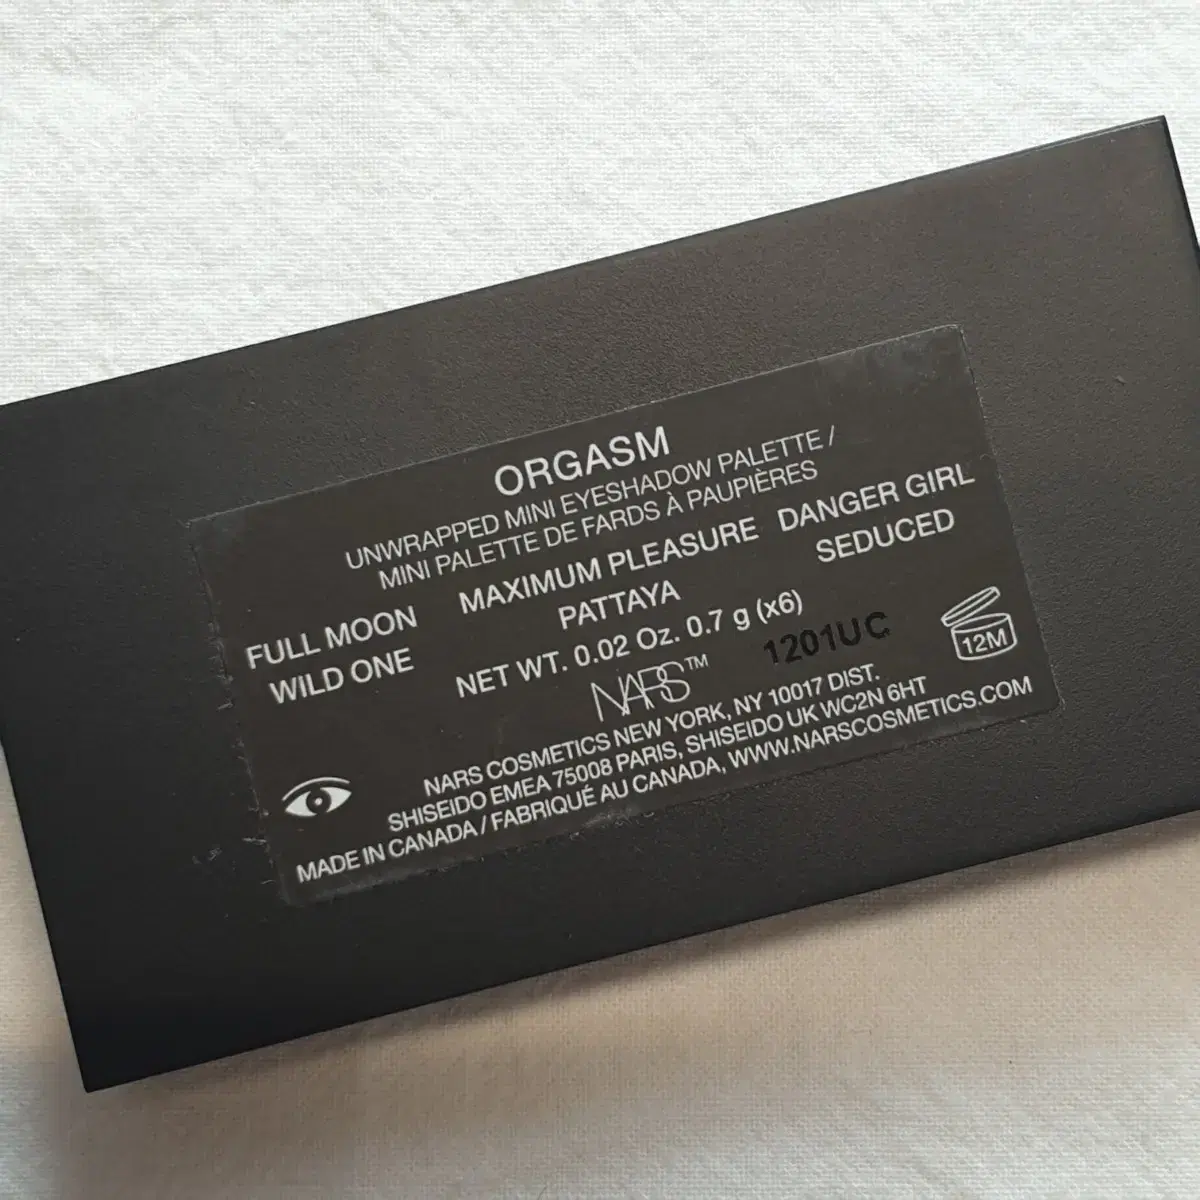 ORGASM
UNWRAPPED MINI EYESHADOW PALETTE /
MINI PALETTE DE FARDS À PAUPIÈRES
FULL MOON MAXIMUM PLEASURE DANGER GIRL
WILD ONE PATTAYA SEDUCED
NET WT. 0.02 Oz. 0.7 g (x6)
NARS™ 1201UC 12M
NARS COSMETICS NEW YORK, NY 10017 DIST.
SHISEIDO EMEA 75008 PARIS, SHISEIDO UK WC2N 6HT
MADE IN CANADA / FABRIQUÉ AU CANADA, WWW.NARSCOSMETICS.COM